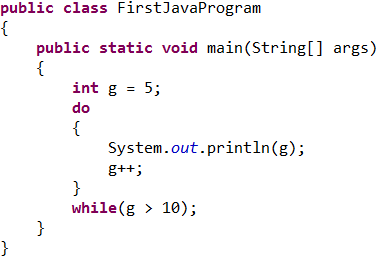 public class FirstJavaProgram
{
    public static void main(String[] args)
    {
        int g = 5;
        do
        {
            System.out.println(g);
            g++;
        }
        while(g > 10);
    }
}